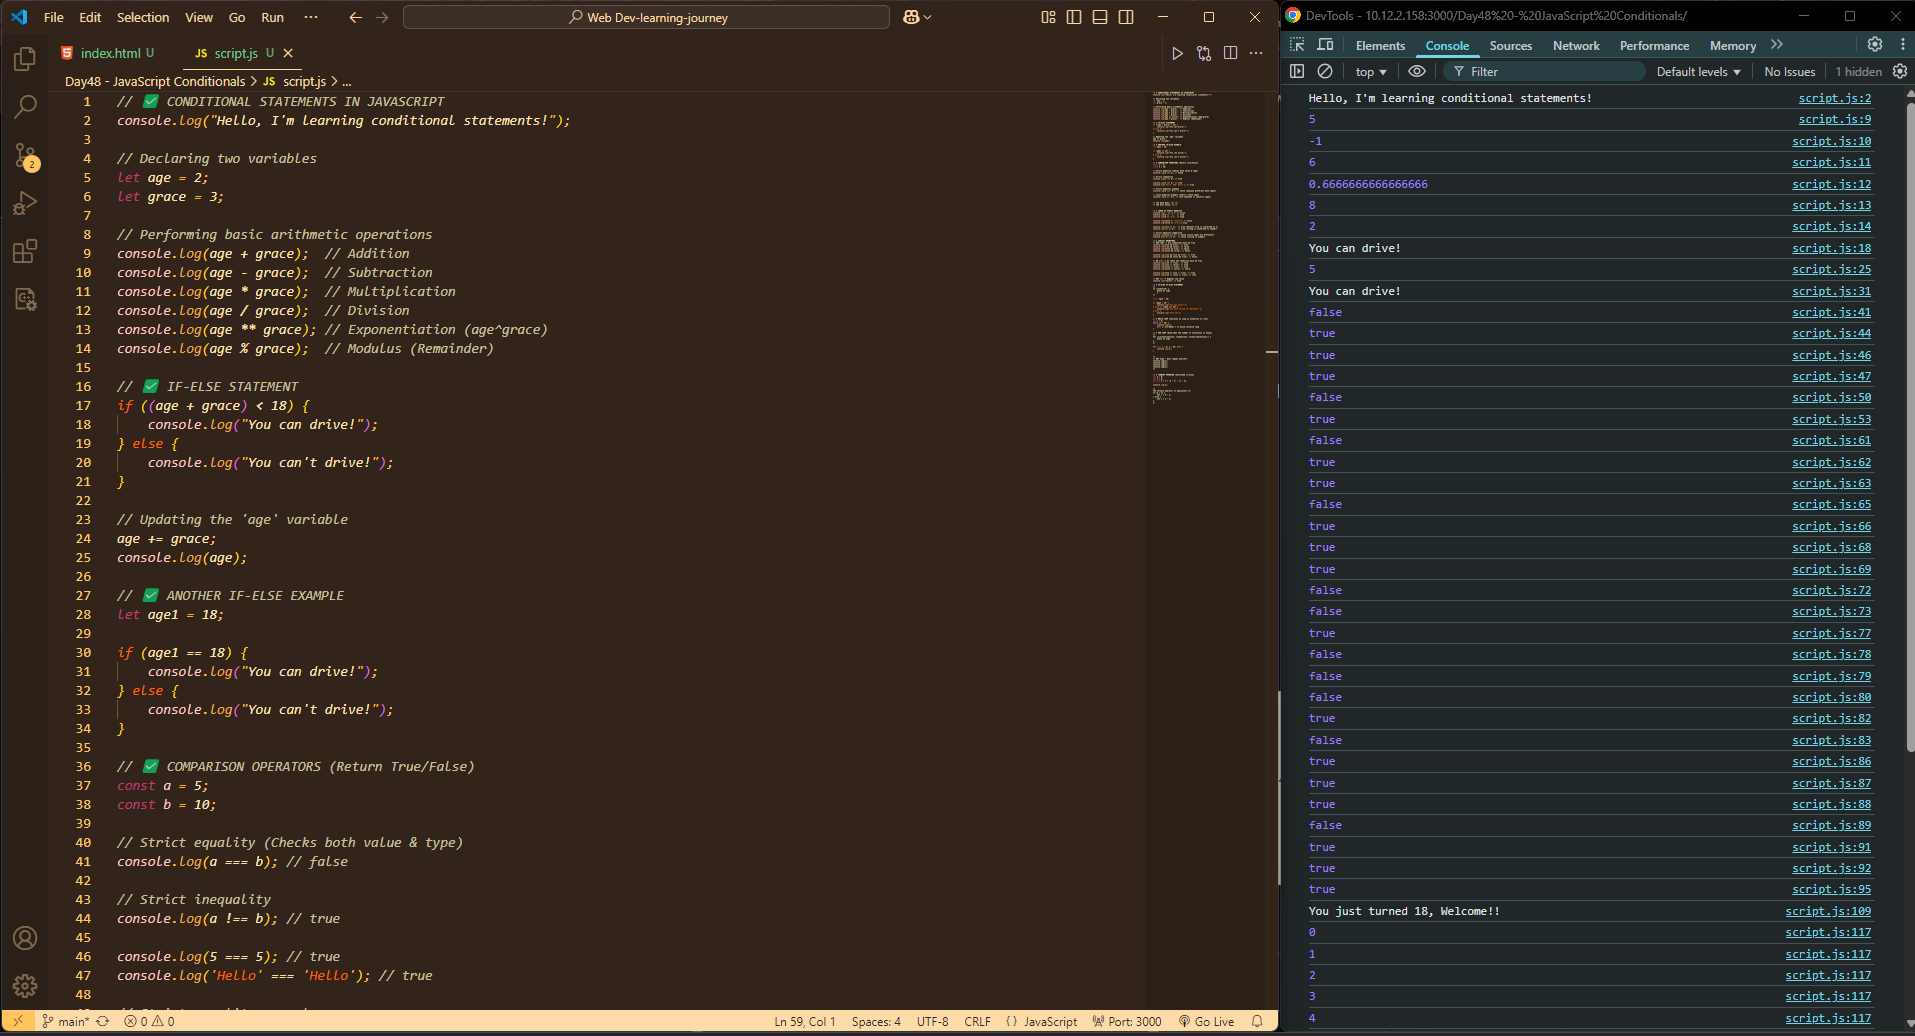 File Edit Selection View Go Run ··· Web Dev-learning-journey
index.html U JS script.js U
Day48 - JavaScript Conditionals > JS script.js > ...
1 // ✅ CONDITIONAL STATEMENTS IN JAVASCRIPT
2 console.log("Hello, I'm learning conditional statements!");
3
4 // Declaring two variables
5 let age = 2;
6 let grace = 3;
7
8 // Performing basic arithmetic operations
9 console.log(age + grace); // Addition
10 console.log(age - grace); // Subtraction
11 console.log(age * grace); // Multiplication
12 console.log(age / grace); // Division
13 console.log(age ** grace); // Exponentiation (age^grace)
14 console.log(age % grace); // Modulus (Remainder)
15
16 // ✅ IF-ELSE STATEMENT
17 if ((age + grace) < 18) {
18 console.log("You can drive!");
19 } else {
20 console.log("You can't drive!");
21 }
22
23 // Updating the 'age' variable
24 age += grace;
25 console.log(age);
26
27 // ✅ ANOTHER IF-ELSE EXAMPLE
28 let age1 = 18;
29
30 if (age1 == 18) {
31 console.log("You can drive!");
32 } else {
33 console.log("You can't drive!");
34 }
35
36 // ✅ COMPARISON OPERATORS (Return True/False)
37 const a = 5;
38 const b = 10;
39
40 // Strict equality (Checks both value & type)
41 console.log(a === b); // false
42
43 // Strict inequality
44 console.log(a !== b); // true
45
46 console.log(5 === 5); // true
47 console.log('Hello' === 'Hello'); // true
48
2
main* 0 0 Ln 59, Col 1 Spaces: 4 UTF-8 CRLF {} JavaScript Port: 3000 Go Live
DevTools - 10.12.2.158:3000/Day48%20-%20JavaScript%20Conditionals/
Elements Console Sources Network Performance Memory
top Filter Default levels No Issues 1 hidden
Hello, I'm learning conditional statements! script.js:2
5 script.js:9
-1 script.js:10
6 script.js:11
0.6666666666666666 script.js:12
8 script.js:13
2 script.js:14
You can drive! script.js:18
5 script.js:25
You can drive! script.js:31
false script.js:41
true script.js:44
true script.js:46
true script.js:47
false script.js:50
true script.js:53
false script.js:61
true script.js:62
true script.js:63
false script.js:65
true script.js:66
true script.js:68
true script.js:69
false script.js:72
false script.js:73
true script.js:77
false script.js:78
false script.js:79
false script.js:80
true script.js:82
false script.js:83
true script.js:86
true script.js:87
true script.js:88
false script.js:89
true script.js:91
true script.js:92
true script.js:95
You just turned 18, Welcome!! script.js:109
0 script.js:117
1 script.js:117
2 script.js:117
3 script.js:117
4 script.js:117